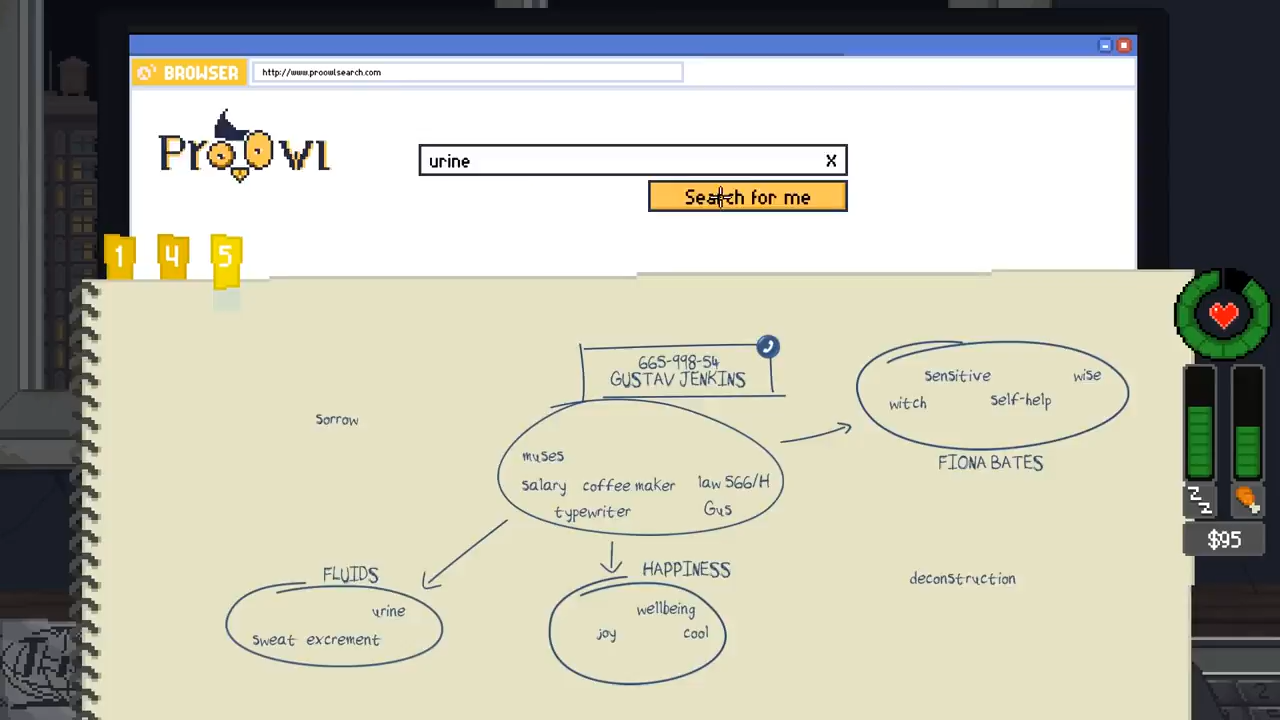 BROWSER
http://www.proowlsearch.com
PrOOwl
urine X
Search for me
1 4 5
665-998-54
GUSTAV JENKINS
sensitive wise
witch self-help
FIONA BATES
sorrow
muses
salary coffee maker law 566/H
typewriter Gus
FLUIDS
urine
sweat excrement
HAPPINESS
wellbeing
joy cool
deconstruction
zZ
$95